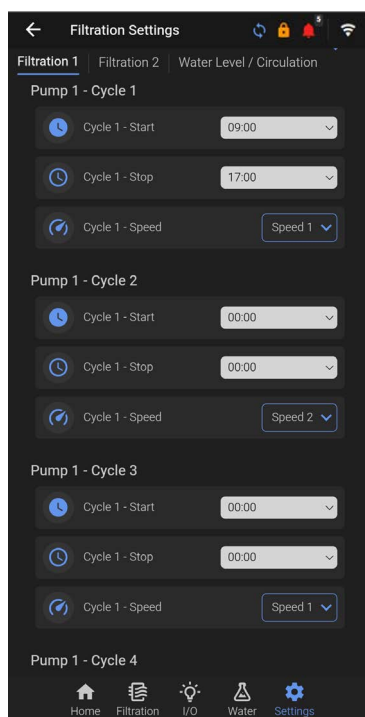 Filtration Settings
5
Filtration 1 Filtration 2 Water Level / Circulation
Pump 1 - Cycle 1
Cycle 1 - Start 09:00
Cycle 1 - Stop 17:00
Cycle 1 - Speed Speed 1
Pump 1 - Cycle 2
Cycle 1 - Start 00:00
Cycle 1 - Stop 00:00
Cycle 1 - Speed Speed 2
Pump 1 - Cycle 3
Cycle 1 - Start 00:00
Cycle 1 - Stop 00:00
Cycle 1 - Speed Speed 1
Pump 1 - Cycle 4
Home Filtration I/O Water Settings